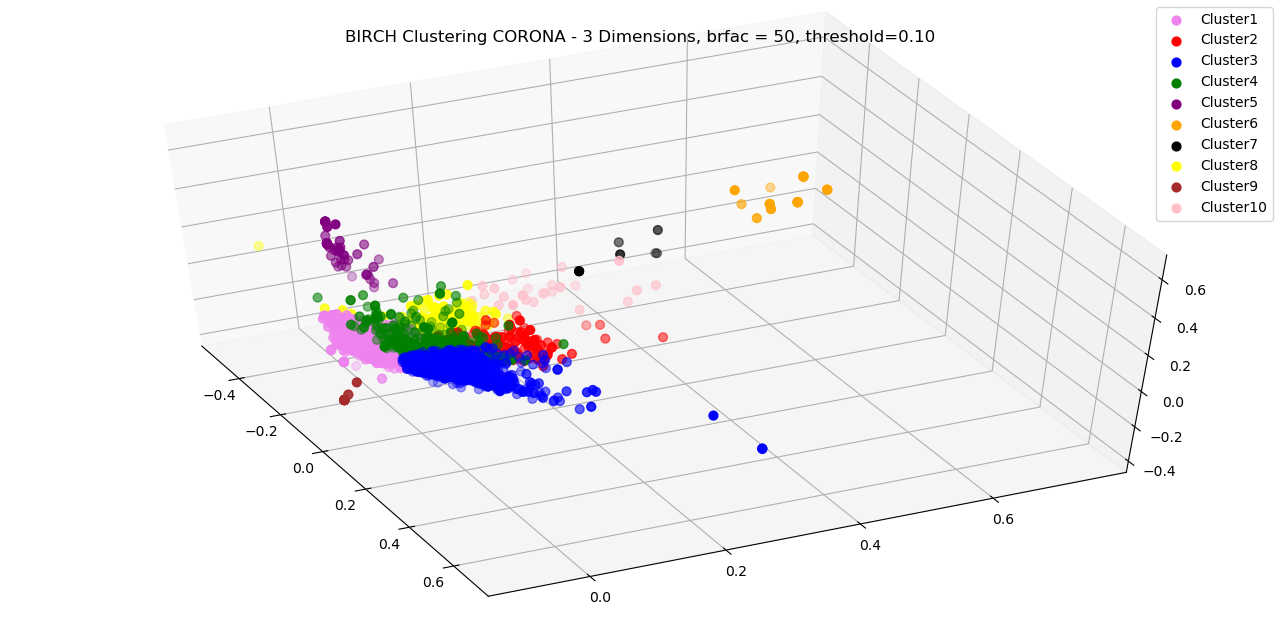 BIRCH Clustering CORONA - 3 Dimensions, brfac = 50, threshold=0.10
Cluster1
Cluster2
Cluster3
Cluster4
Cluster5
Cluster6
Cluster7
Cluster8
Cluster9
Cluster10
−0.4
−0.2
0.0
0.2
0.4
0.6
0.0
0.2
0.4
0.6
0.6
0.4
0.2
0.0
−0.2
−0.4